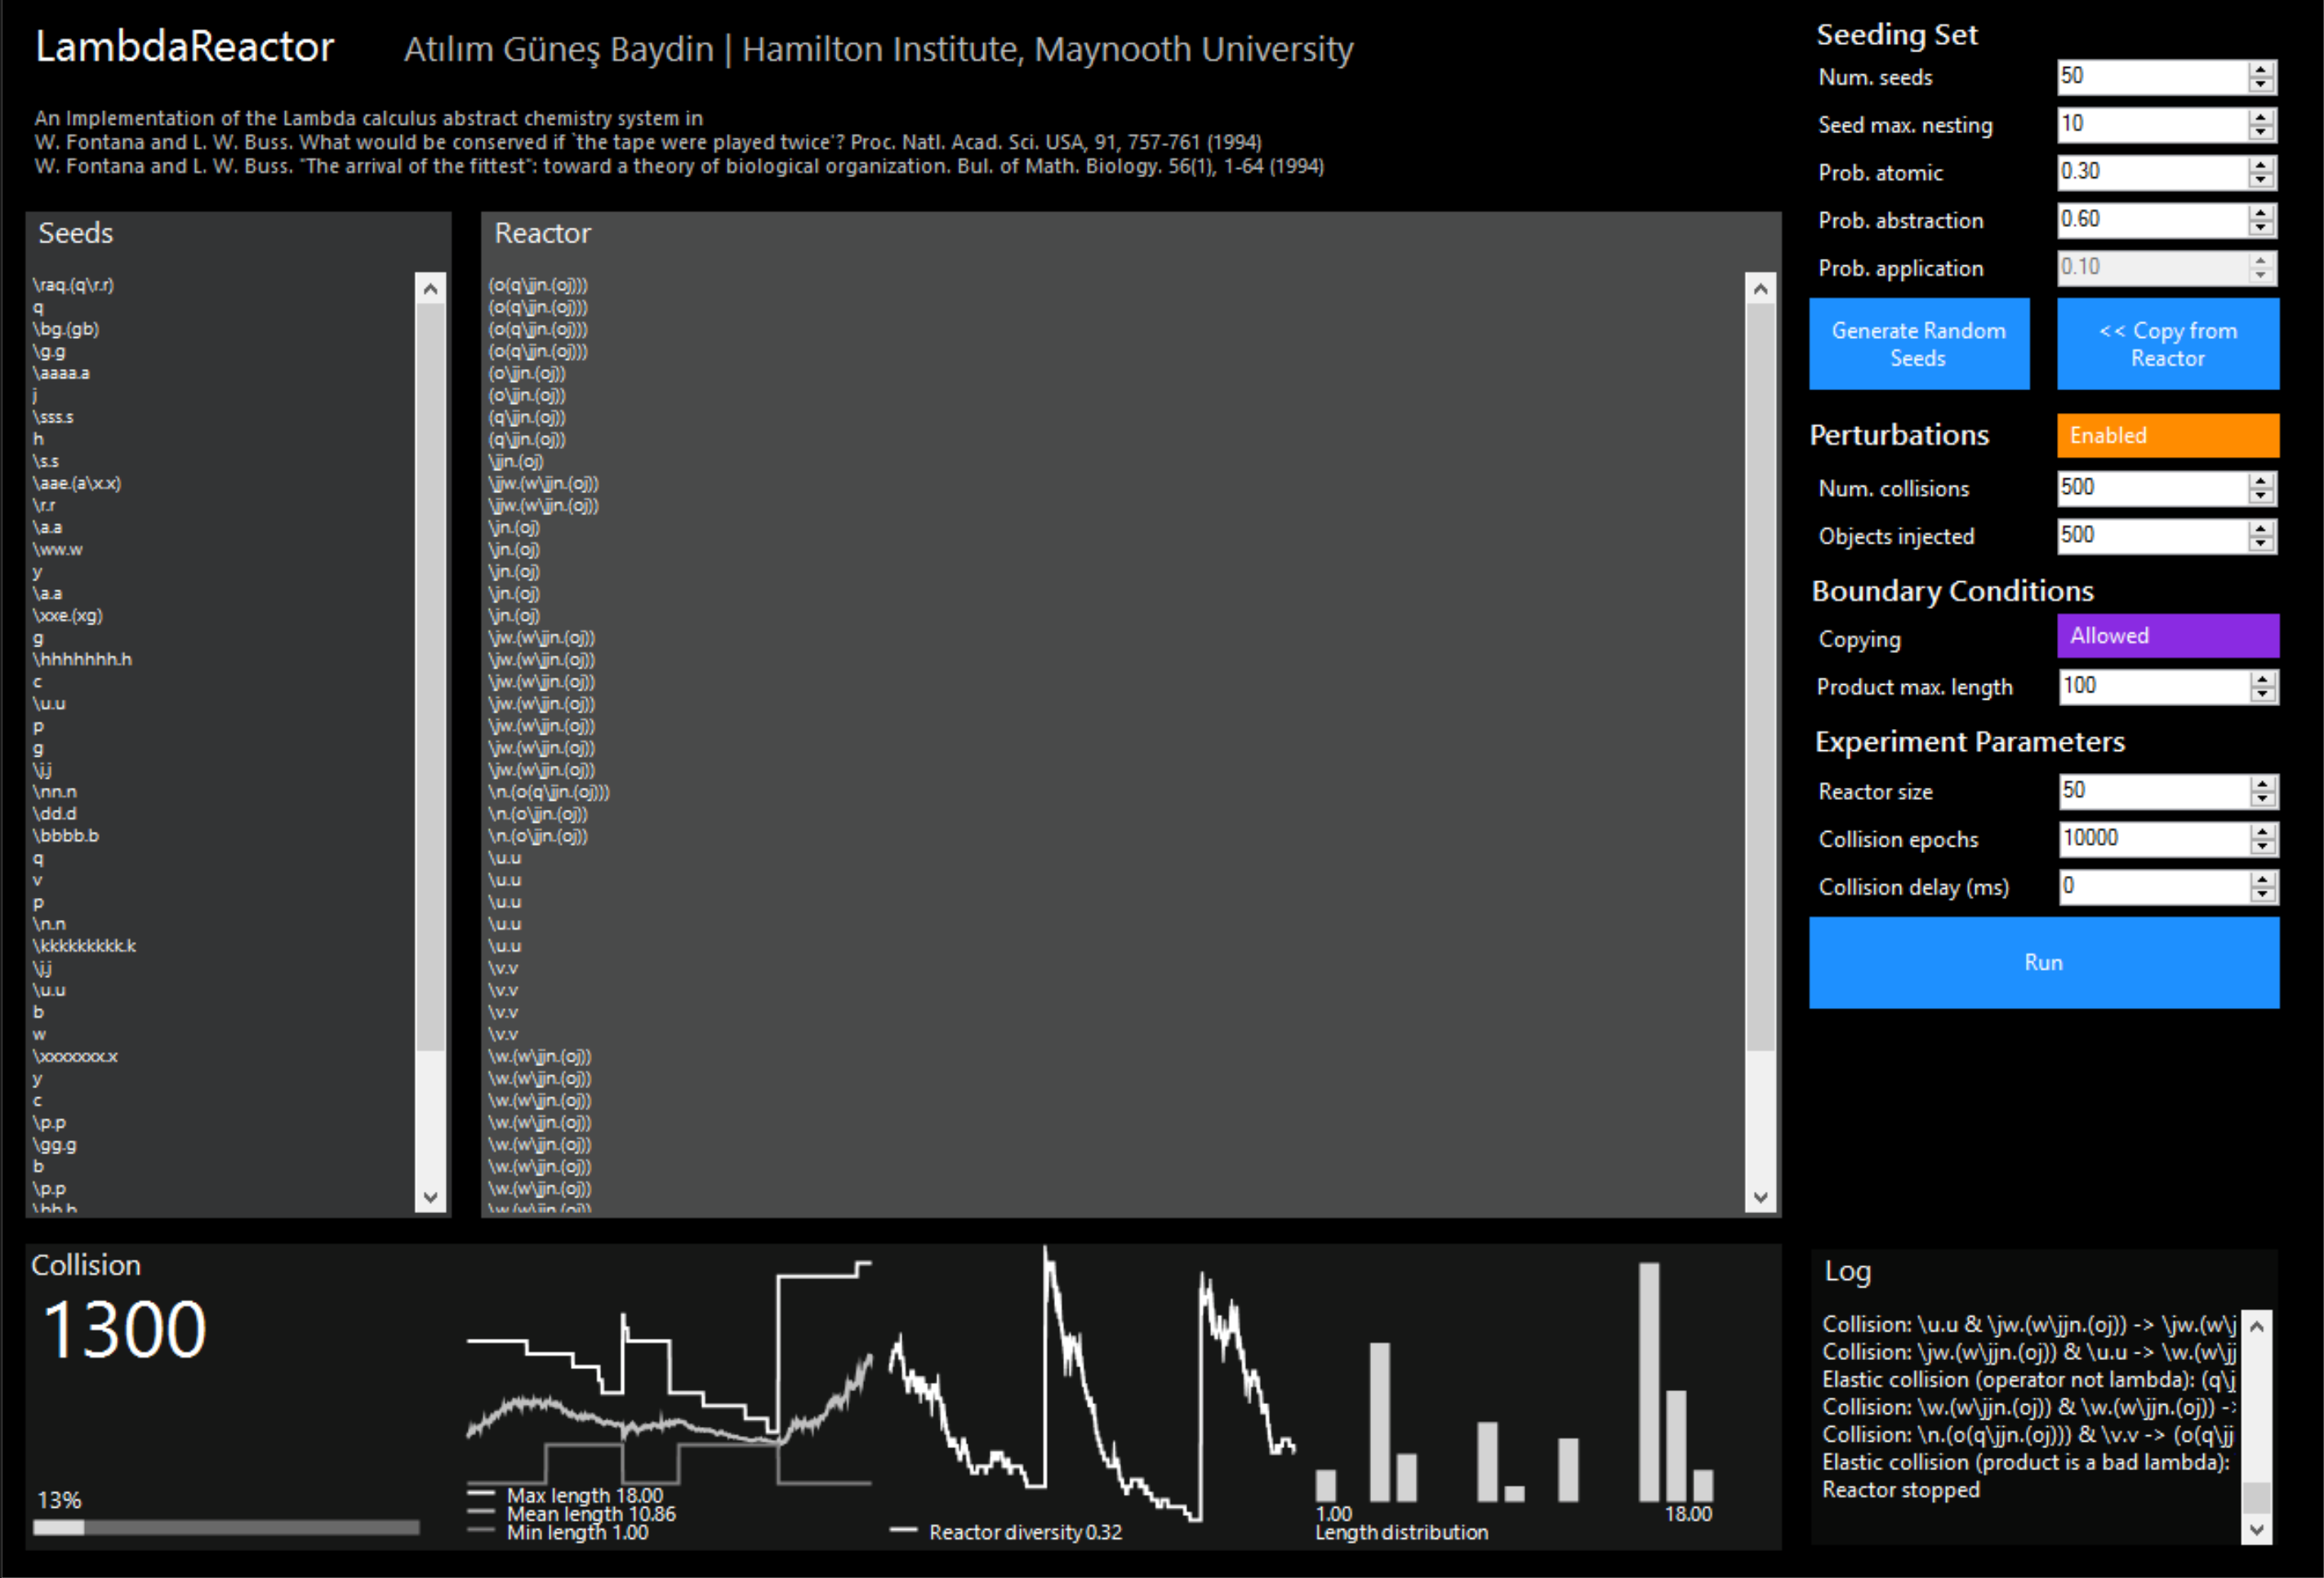 LambdaReactor
Atılım Güneş Baydin | Hamilton Institute, Maynooth University
An Implementation of the Lambda calculus abstract chemistry system in
W. Fontana and L. W. Buss. What would be conserved if `the tape were played twice'? Proc. Natl. Acad. Sci. USA, 91, 757-761 (1994)
W. Fontana and L. W. Buss. "The arrival of the fittest": toward a theory of biological organization. Bul. of Math. Biology. 56(1), 1-64 (1994)
Seeds
\raq.(q\r.r)
q
\bg.(gb)
\g.g
\aaaa.a
j
\sss.s
h
\s.s
\aae.(a\x.x)
\r.r
\a.a
\ww.w
y
\a.a
\xxe.(xg)
g
\hhhhhhh.h
c
\u.u
p
g
\j.j
\nn.n
\dd.d
\bbbb.b
q
v
p
\n.n
\kkkkkkkkk.k
\j.j
\u.u
b
w
\xxxxxxx.x
y
c
\p.p
\gg.g
b
\p.p
\hh.h
Reactor
(o(q\jjn.(oj)))
(o(q\jjn.(oj)))
(o(q\jjn.(oj)))
(o(q\jjn.(oj)))
(o\jjn.(oj))
(o\jjn.(oj))
(q\jjn.(oj))
(q\jjn.(oj))
\jjn.(oj)
\jjw.(w\jjn.(oj))
\jjw.(w\jjn.(oj))
\jn.(oj)
\jn.(oj)
\jn.(oj)
\jn.(oj)
\jn.(oj)
\jw.(w\jjn.(oj))
\jw.(w\jjn.(oj))
\jw.(w\jjn.(oj))
\jw.(w\jjn.(oj))
\jw.(w\jjn.(oj))
\jw.(w\jjn.(oj))
\jw.(w\jjn.(oj))
\n.(o(q\jjn.(oj)))
\n.(o\jjn.(oj))
\n.(o\jjn.(oj))
\u.u
\u.u
\u.u
\u.u
\u.u
\v.v
\v.v
\v.v
\v.v
\w.(w\jjn.(oj))
\w.(w\jjn.(oj))
\w.(w\jjn.(oj))
\w.(w\jjn.(oj))
\w.(w\jjn.(oj))
\w.(w\jjn.(oj))
\w.(w\jjn.(oj))
\w.(w\jjn.(oj))
Seeding Set
Num. seeds 50
Seed max. nesting 10
Prob. atomic 0.30
Prob. abstraction 0.60
Prob. application 0.10
Generate Random
Seeds
<< Copy from
Reactor
Perturbations Enabled
Num. collisions 500
Objects injected 500
Boundary Conditions
Copying Allowed
Product max. length 100
Experiment Parameters
Reactor size 50
Collision epochs 10000
Collision delay (ms) 0
Run
Collision
1300
13%
Max length 18.00
Mean length 10.86
Min length 1.00
Reactor diversity 0.32
1.00 18.00
Length distribution
Log
Collision: \u.u & \jw.(w\jjn.(oj)) -> \jw.(w\j
Collision: \jw.(w\jjn.(oj)) & \u.u -> \w.(w\jj
Elastic collision (operator not lambda): (q\j
Collision: \w.(w\jjn.(oj)) & \w.(w\jjn.(oj)) ->
Collision: \n.(o(q\jjn.(oj))) & \v.v -> (o(q\jj
Elastic collision (product is a bad lambda):
Reactor stopped